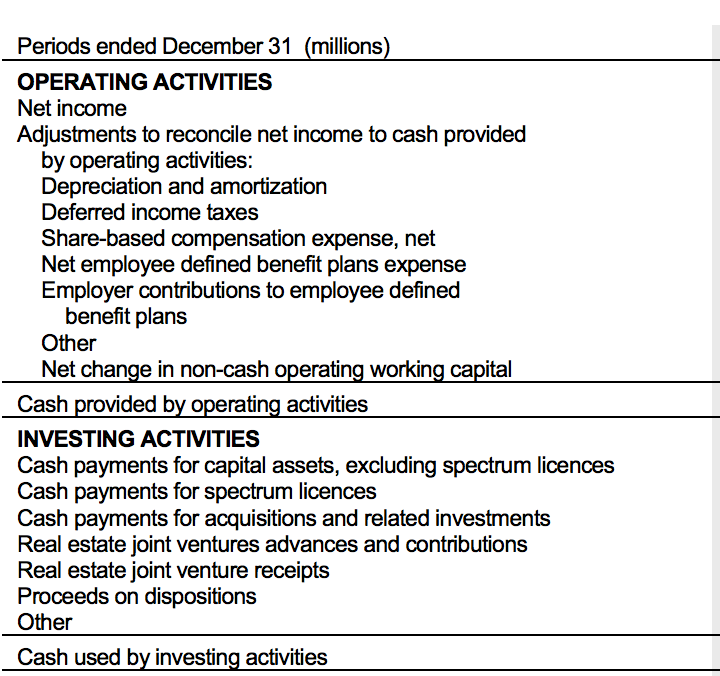 Periods ended December 31 (millions)
OPERATING ACTIVITIES
Net income
Adjustments to reconcile net income to cash provided
by operating activities:
Depreciation and amortization
Deferred income taxes
Share-based compensation expense, net
Net employee defined benefit plans expense
Employer contributions to employee defined
benefit plans
Other
Net change in non-cash operating working capital
Cash provided by operating activities
INVESTING ACTIVITIES
Cash payments for capital assets, excluding spectrum licences
Cash payments for spectrum licences
Cash payments for acquisitions and related investments
Real estate joint ventures advances and contributions
Real estate joint venture receipts
Proceeds on dispositions
Other
Cash used by investing activities